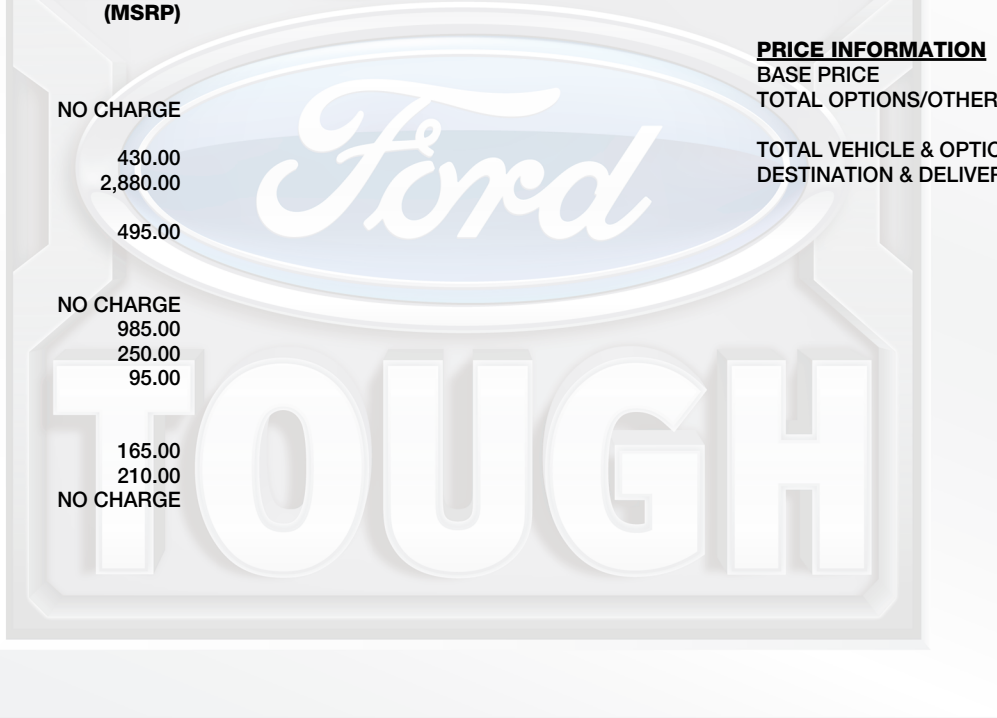 (MSRP)
NO CHARGE
430.00
2,880.00
495.00
NO CHARGE
985.00
250.00
95.00
165.00
210.00
NO CHARGE
PRICE INFORMATION
BASE PRICE
TOTAL OPTIONS/OTHER
TOTAL VEHICLE & OPTIO
DESTINATION & DELIVER
Ford
TOUGH